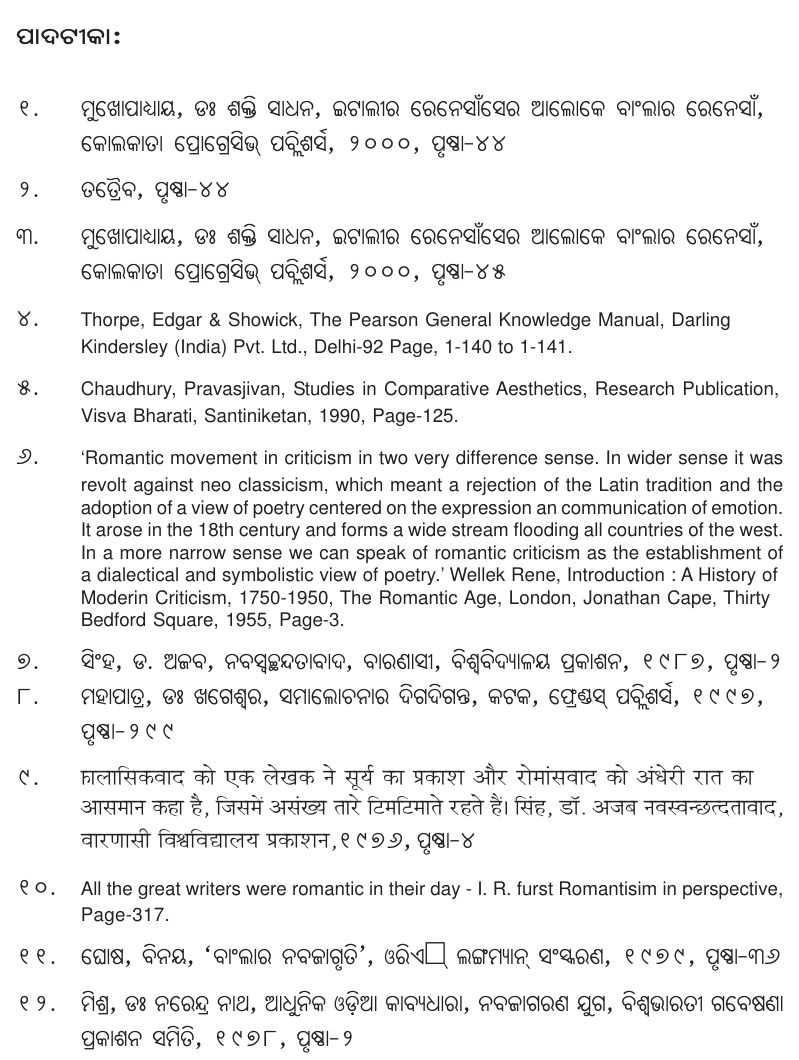 ପାଦଟୀକା:
୧. ମୁଖୋପାଧ୍ୟାୟ, ଡଃ ଶକ୍ତି ସାଧନ, ଇଟାଲୀର ରେନେସାଁସେର ଆଲୋକେ ବାଂଲାର ରେନେସାଁ,
କୋଲକାତା ପ୍ରୋଗ୍ରେସିଭ୍ ପବ୍ଲିଶର୍ସ, ୨୦୦୦, ପୃଷ୍ଠା-୪୪
୨. ତତ୍ରୈବ, ପୃଷ୍ଠା-୪୪
୩. ମୁଖୋପାଧ୍ୟାୟ, ଡଃ ଶକ୍ତି ସାଧନ, ଇଟାଲୀର ରେନେସାଁସେର ଆଲୋକେ ବାଂଲାର ରେନେସାଁ,
କୋଲକାତା ପ୍ରୋଗ୍ରେସିଭ୍ ପବ୍ଲିଶର୍ସ, ୨୦୦୦, ପୃଷ୍ଠା-୪୫
୪. Thorpe, Edgar & Showick, The Pearson General Knowledge Manual, Darling
Kindersley (India) Pvt. Ltd., Delhi-92 Page, 1-140 to 1-141.
୫. Chaudhury, Pravasjivan, Studies in Comparative Aesthetics, Research Publication,
Visva Bharati, Santiniketan, 1990, Page-125.
୬. ‘Romantic movement in criticism in two very difference sense. In wider sense it was
revolt against neo classicism, which meant a rejection of the Latin tradition and the
adoption of a view of poetry centered on the expression an communication of emotion.
It arose in the 18th century and forms a wide stream flooding all countries of the west.
In a more narrow sense we can speak of romantic criticism as the establishment of
a dialectical and symbolistic view of poetry.’ Wellek Rene, Introduction : A History of
Moderin Criticism, 1750-1950, The Romantic Age, London, Jonathan Cape, Thirty
Bedford Square, 1955, Page-3.
୭. ସିଂହ, ଡ. ଅଜବ, ନବସ୍ୱଚ୍ଛନ୍ଦତାବାଦ, ବାରଣାସୀ, ବିଶ୍ୱବିଦ୍ୟାଳୟ ପ୍ରକାଶନ, ୧୯୮୭, ପୃଷ୍ଠା-୨
୮. ମହାପାତ୍ର, ଡଃ ଖଗେଶ୍ୱର, ସମାଲୋଚନାର ଦିଗଦିଗନ୍ତ, କଟକ, ଫ୍ରେଣ୍ଡସ୍ ପବ୍ଲିଶର୍ସ, ୧୯୯୭,
ପୃଷ୍ଠା-୨୯୯
୯. क्लासिकवाद को एक लेखक ने सूर्य का प्रकाश और रोमांसवाद को अंधेरी रात का
आसमान कहा है, जिसमें असंख्य तारे टिमटिमाते रहते हैं। सिंह, डॉ. अजब नवस्वन्छत्दतावाद,
वारणासी विश्वविद्यालय प्रकाशन,୧୯୭୬, ପୃଷ୍ଠା-୪
୧୦. All the great writers were romantic in their day - I. R. furst Romantisim in perspective,
Page-317.
୧୧. ଘୋଷ, ବିନୟ, ‘ବାଂଲାର ନବଜାଗୃତି’, ଓରିଏ□ ଲଙ୍ଗମ୍ୟାନ୍ ସଂସ୍କରଣ, ୧୯୭୯, ପୃଷ୍ଠା-୩୬
୧୨. ମିଶ୍ର, ଡଃ ନରେନ୍ଦ୍ର ନାଥ, ଆଧୁନିକ ଓଡ଼ିଆ କାବ୍ୟଧାରା, ନବଜାଗରଣ ଯୁଗ, ବିଶ୍ୱଭାରତୀ ଗବେଷଣା
ପ୍ରକାଶନ ସମିତି, ୧୯୭୮, ପୃଷ୍ଠା-୨